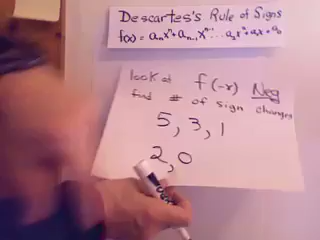 Descartes's Rule of Signs
f(x) = aₙxⁿ + aₙ₋₁xⁿ⁻¹ ... a₂x² + a₁x + a₀
look at f(-x) Neg
find # of sign changes
5, 3, 1
2, 0